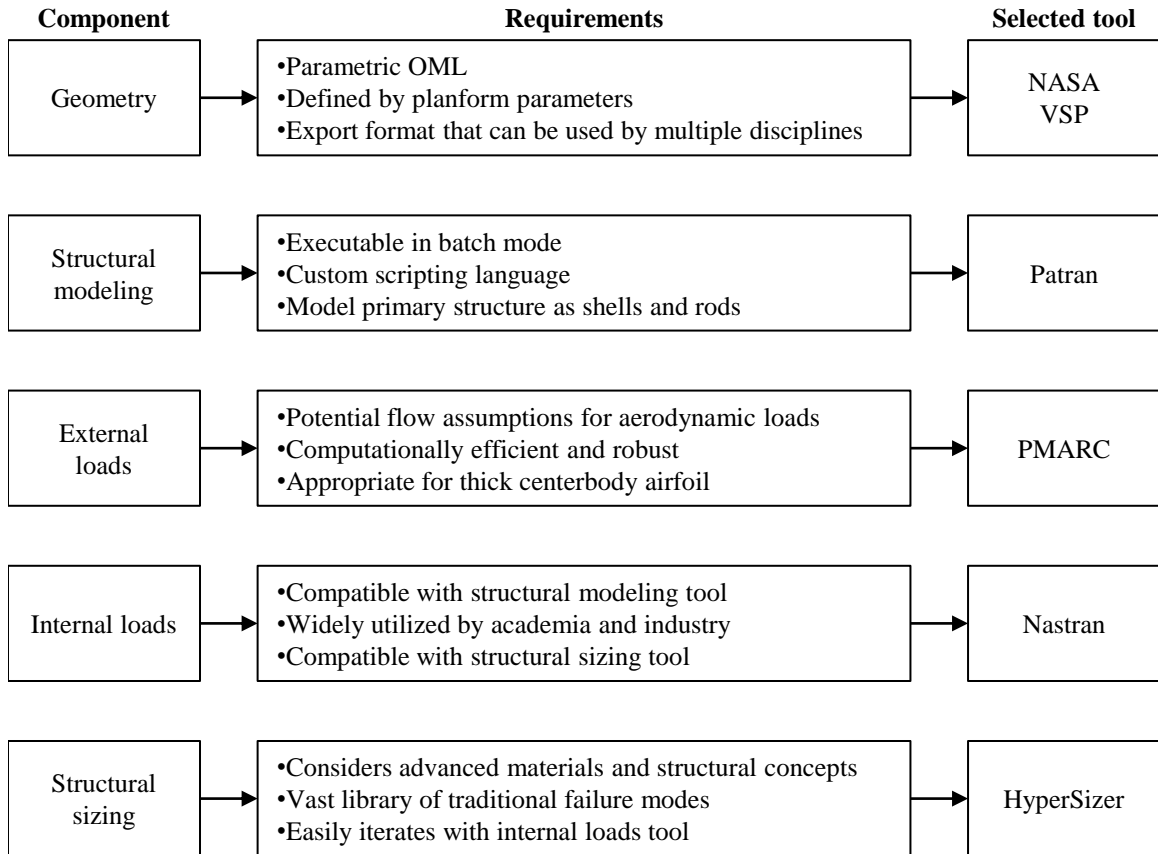 Component
Requirements
Selected tool
Geometry
•Parametric OML
•Defined by planform parameters
•Export format that can be used by multiple disciplines
NASA
VSP
Structural
modeling
•Executable in batch mode
•Custom scripting language
•Model primary structure as shells and rods
Patran
External
loads
•Potential flow assumptions for aerodynamic loads
•Computationally efficient and robust
•Appropriate for thick centerbody airfoil
PMARC
Internal loads
•Compatible with structural modeling tool
•Widely utilized by academia and industry
•Compatible with structural sizing tool
Nastran
Structural
sizing
•Considers advanced materials and structural concepts
•Vast library of traditional failure modes
•Easily iterates with internal loads tool
HyperSizer